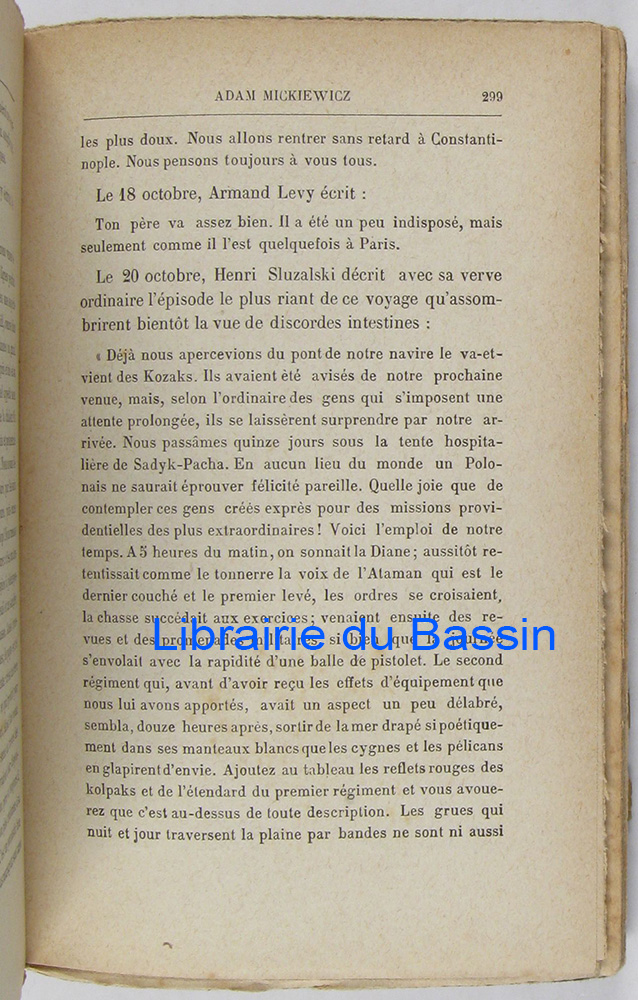 ADAM MICKIEWICZ 299
les plus doux. Nous allons rentrer sans retard à Constanti-
nople. Nous pensons toujours à vous tous.
Le 18 octobre, Armand Levy écrit :
Ton père va assez bien. Il a été un peu indisposé, mais
seulement comme il l'est quelquefois à Paris.
Le 20 octobre, Henri Sluzalski décrit avec sa verve
ordinaire l'épisode le plus riant de ce voyage qu'assom-
brirent bientôt la vue de discordes intestines :
« Déjà nous apercevions du pont de notre navire le va-et-
vient des Kozaks. Ils avaient été avisés de notre prochaine
venue, mais, selon l'ordinaire des gens qui s'imposent une
attente prolongée, ils se laissèrent surprendre par notre ar-
rivée. Nous passâmes quinze jours sous la tente hospita-
lière de Sadyk-Pacha. En aucun lieu du monde un Polo-
nais ne saurait éprouver félicité pareille. Quelle joie que de
contempler ces gens créés exprès pour des missions provi-
dentielles des plus extraordinaires ! Voici l'emploi de notre
temps. A 5 heures du matin, on sonnait la Diane ; aussitôt re-
tentissait comme le tonnerre la voix de l'Ataman qui est le
dernier couché et le premier levé, les ordres se croisaient,
la chasse succédait aux exercices ; venaient ensuite des re-
vues et des promenades militaires, si bien que la journée
Librairie du Bassin
s'envolait avec la rapidité d'une balle de pistolet. Le second
régiment qui, avant d'avoir reçu les effets d'équipement que
nous lui avons apportés, avait un aspect un peu délabré,
sembla, douze heures après, sortir de la mer drapé si poétique-
ment dans ses manteaux blancs que les cygnes et les pélicans
en glapirent d'envie. Ajoutez au tableau les reflets rouges des
kolpaks et de l'étendard du premier régiment et vous avoue-
rez que c'est au-dessus de toute description. Les grues qui
nuit et jour traversent la plaine par bandes ne sont ni aussi